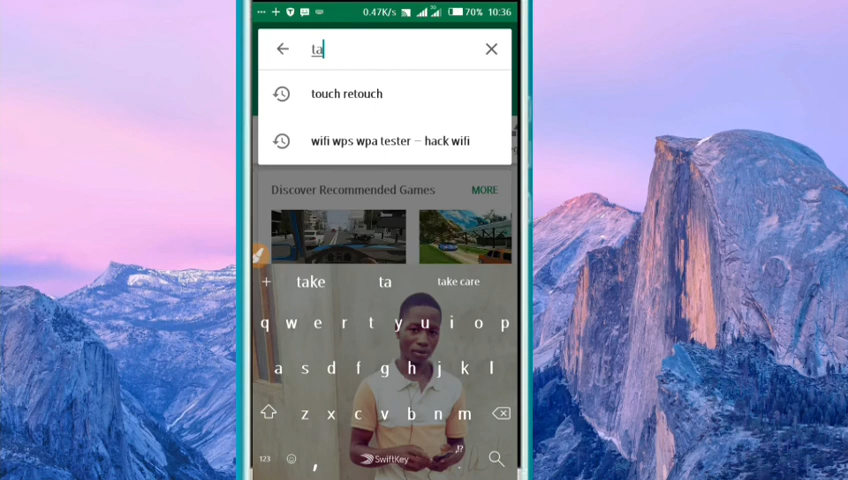 0.47K/s 70% 10:36
ta
touch retouch
wifi wps wpa tester – hack wifi
Discover Recommended Games MORE
take ta take care
q w e r t y u i o p
a s d f g h j k l
z x c v b n m
123 , SwiftKey ,!? .